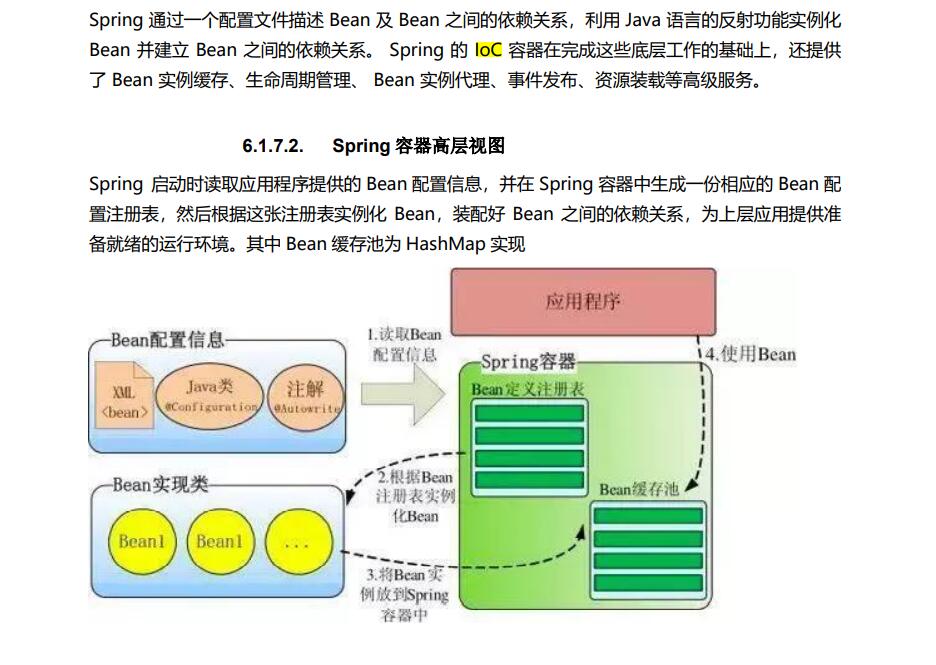 Spring 通过一个配置文件描述 Bean 及 Bean 之间的依赖关系，利用 Java 语言的反射功能实例化
Bean 并建立 Bean 之间的依赖关系。 Spring 的 IoC 容器在完成这些底层工作的基础上，还提供
了 Bean 实例缓存、生命周期管理、 Bean 实例代理、事件发布、资源装载等高级服务。
6.1.7.2. Spring 容器高层视图
Spring 启动时读取应用程序提供的 Bean 配置信息，并在 Spring 容器中生成一份相应的 Bean 配
置注册表，然后根据这张注册表实例化 Bean，装配好 Bean 之间的依赖关系，为上层应用提供准
备就绪的运行环境。其中 Bean 缓存池为 HashMap 实现
应用程序
Bean配置信息
XML
<bean>
Java类
@Configuration
注解
@Autowrite
1.读取Bean
配置信息
Spring容器
4.使用Bean
Bean定义注册表
Bean实现类
Bean1
Bean1
...
2.根据Bean
注册表实例
化Bean
Bean缓存池
3.将Bean实
例放到Spring
容器中